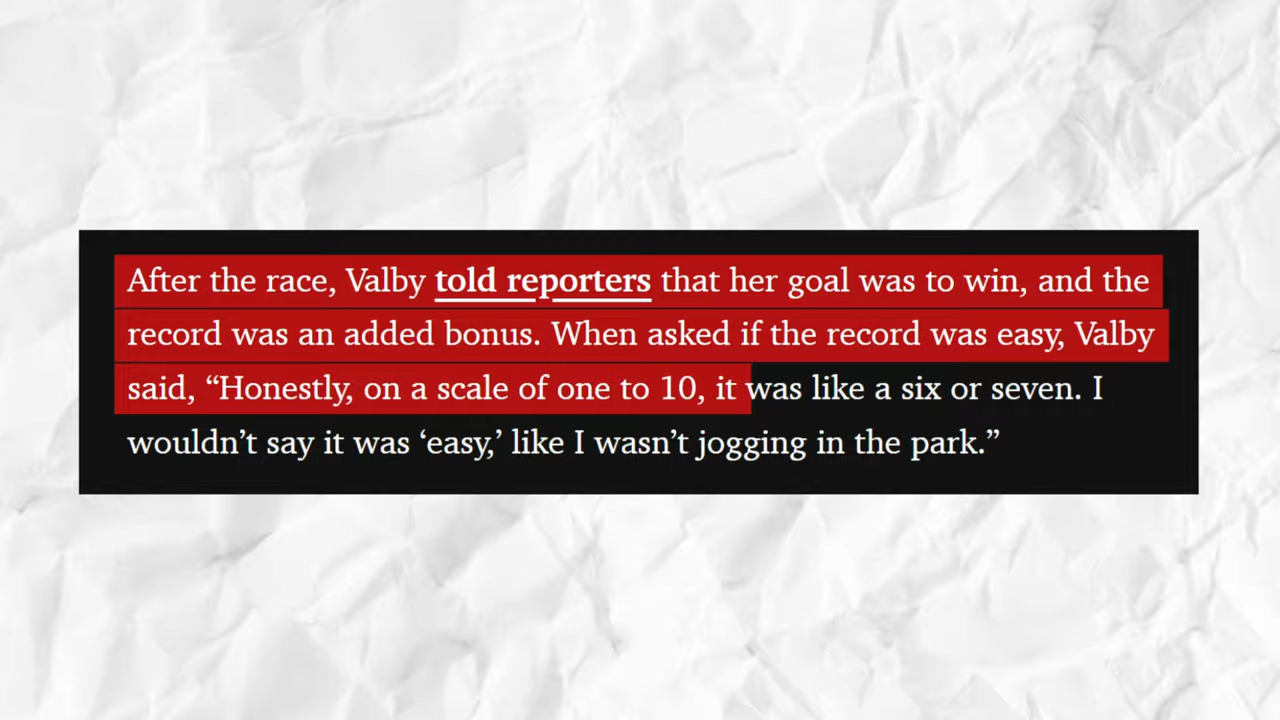 After the race, Valby told reporters that her goal was to win, and the
record was an added bonus. When asked if the record was easy, Valby
said, “Honestly, on a scale of one to 10, it was like a six or seven. I
wouldn’t say it was ‘easy,’ like I wasn’t jogging in the park.”